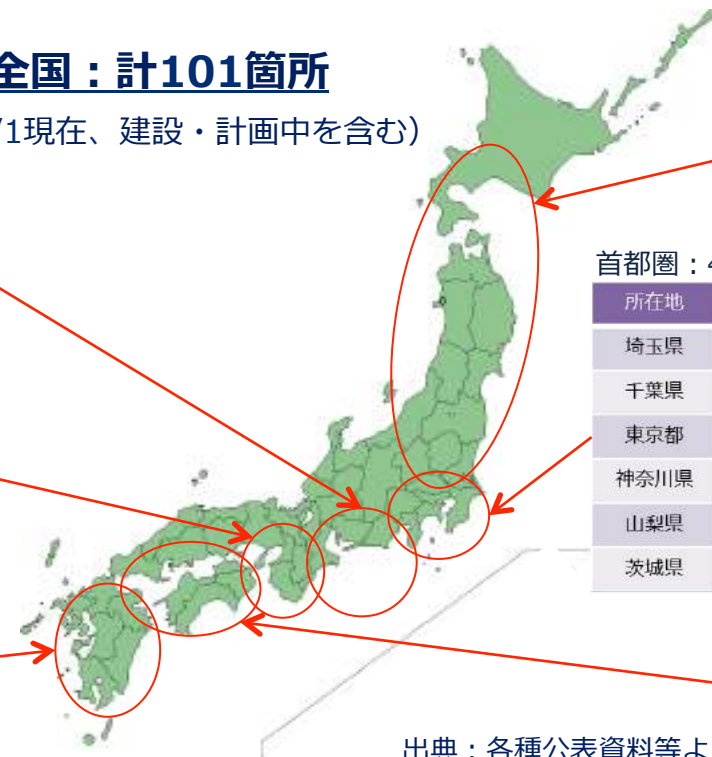 全国：計101箇所
/1現在、建設・計画中を含む）
首都圏：4
所在地
埼玉県
千葉県
東京都
神奈川県
山梨県
茨城県
出典：各種公表資料等よ